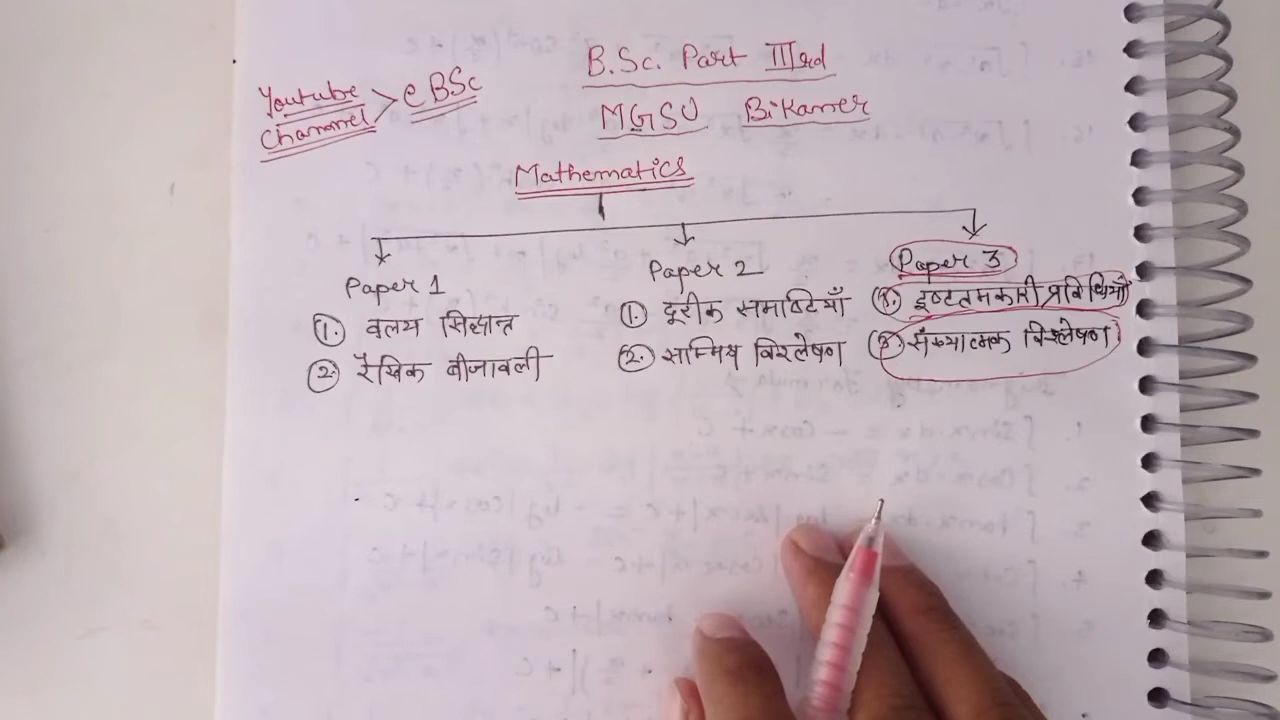 B.Sc. Part IIIrd
Youtube Channel > eBSc
MGSU Bikaner
Mathematics
Paper 1
1. वलय सिद्धान्त
2. रैखिक बीजावली
Paper 2
1. दूरीक समाष्टियाँ
2. सम्मिश्र विश्लेषण
Paper 3
1. इष्टतमकारी प्रविधियाँ
2. संख्यात्मक विश्लेषण